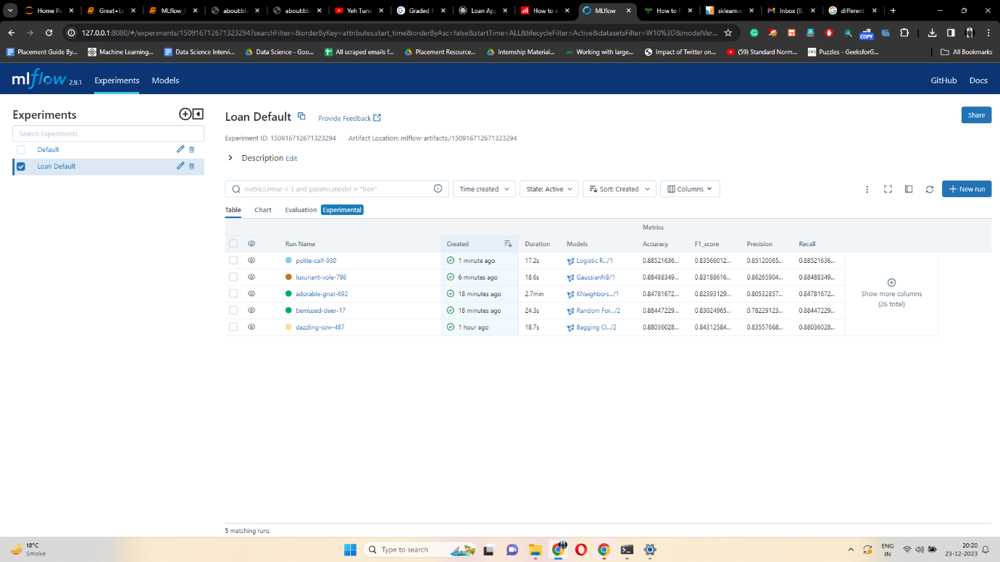 Home Pa
Great+Le
MLflow_F
about:bla
about:bla
Yeh Tune
Graded P
Loan App
How to e
MLflow
How to I
sklearn.e
Inbox (8,
different
127.0.0.1:8080/#/experiments/150916712671323294?searchFilter=&orderByKey=attributes.start_time&orderByAsc=false&startTime=ALL&lifecycleFilter=Active&datasetsFilter=W10%3D&modelVer...
COPY
Placement Guide By...
Machine Learning...
Data Science Intervi...
Data Science - Goo...
All scraped emails f...
Placement Resource...
Internship Material...
Working with large...
Impact of Twitter on...
(59) Standard Norm...
Puzzles - GeeksforG...
All Bookmarks
mlflow 2.9.1
Experiments
Models
GitHub
Docs
Experiments
Search Experiments
Default
Loan Default
Loan Default
Provide Feedback
Share
Experiment ID: 150916712671323294
Artifact Location: mlflow-artifacts:/150916712671323294
Description Edit
metrics.rmse < 1 and params.model = "tree"
Time created
State: Active
Sort: Created
Columns
New run
Table
Chart
Evaluation
Experimental
Metrics
Run Name Created Duration Models Accuracy F1_score Precision Recall
polite-calf-930 1 minute ago 17.2s Logistic R.../1 0.88521636... 0.83566012... 0.85120065... 0.88521636...
luxuriant-vole-798 6 minutes ago 18.6s GaussianNB/1 0.88488349... 0.83188616... 0.86265904... 0.88488349...
adorable-gnat-692 18 minutes ago 2.7min KNeighbors.../1 0.84781672... 0.82393129... 0.80532857... 0.84781672...
bemused-deer-17 18 minutes ago 24.3s Random For.../2 0.88447229... 0.83024965... 0.78229123... 0.88447229...
dazzling-sow-487 1 hour ago 18.7s Bagging Cl.../2 0.88036028... 0.84312584... 0.83557668... 0.88036028...
Show more columns
(26 total)
5 matching runs
18°C
Smoke
Type to search
ENG
IN
20:20
23-12-2023